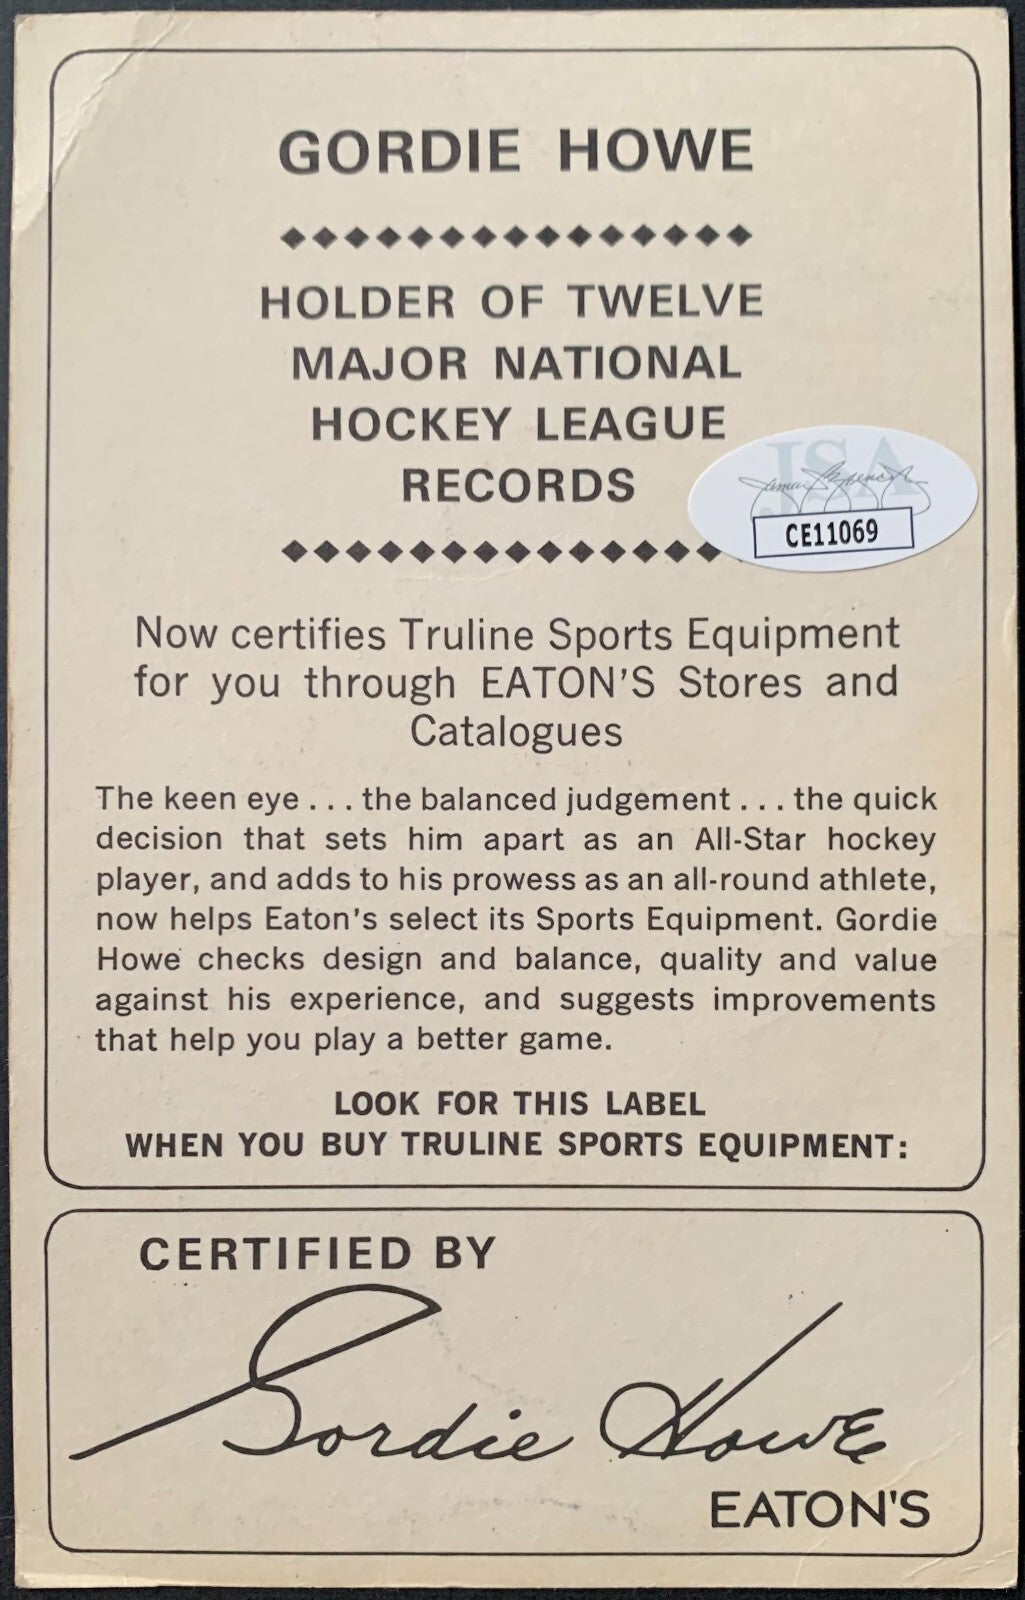 GORDIE HOWE
HOLDER OF TWELVE
MAJOR NATIONAL
HOCKEY LEAGUE
RECORDS
JSA
CE11069
Now certifies Truline Sports Equipment
for you through EATON'S Stores and
Catalogues
The keen eye . . . the balanced judgement . . . the quick
decision that sets him apart as an All-Star hockey
player, and adds to his prowess as an all-round athlete,
now helps Eaton's select its Sports Equipment. Gordie
Howe checks design and balance, quality and value
against his experience, and suggests improvements
that help you play a better game.
LOOK FOR THIS LABEL
WHEN YOU BUY TRULINE SPORTS EQUIPMENT:
CERTIFIED BY
Gordie Howe
EATON'S